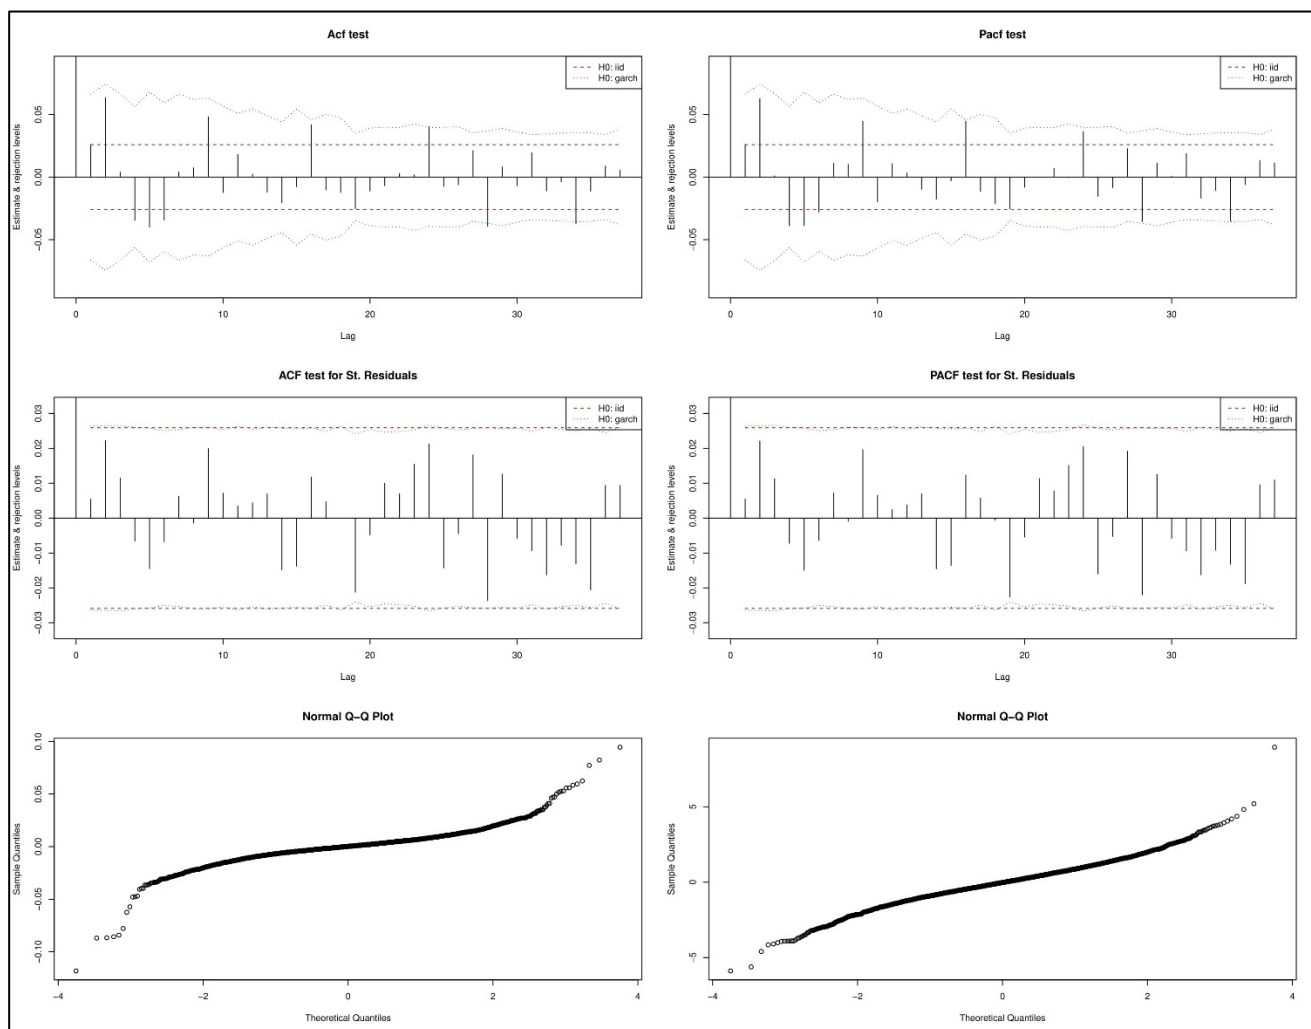 Acf test
H0: iid
H0: garch
Estimate & rejection levels
0.05
0.00
−0.05
0
10
20
30
Lag
Pacf test
H0: iid
H0: garch
Estimate & rejection levels
0.05
0.00
−0.05
0
10
20
30
Lag
ACF test for St. Residuals
H0: iid
H0: garch
Estimate & rejection levels
0.03
0.02
0.01
0.00
−0.01
−0.02
−0.03
0
10
20
30
Lag
PACF test for St. Residuals
H0: iid
H0: garch
Estimate & rejection levels
0.03
0.02
0.01
0.00
−0.01
−0.02
−0.03
0
10
20
30
Lag
Normal Q−Q Plot
Sample Quantiles
0.10
0.05
0.00
−0.05
−0.10
−4
−2
0
2
4
Theoretical Quantiles
Normal Q−Q Plot
Sample Quantiles
5
0
−5
−4
−2
0
2
4
Theoretical Quantiles